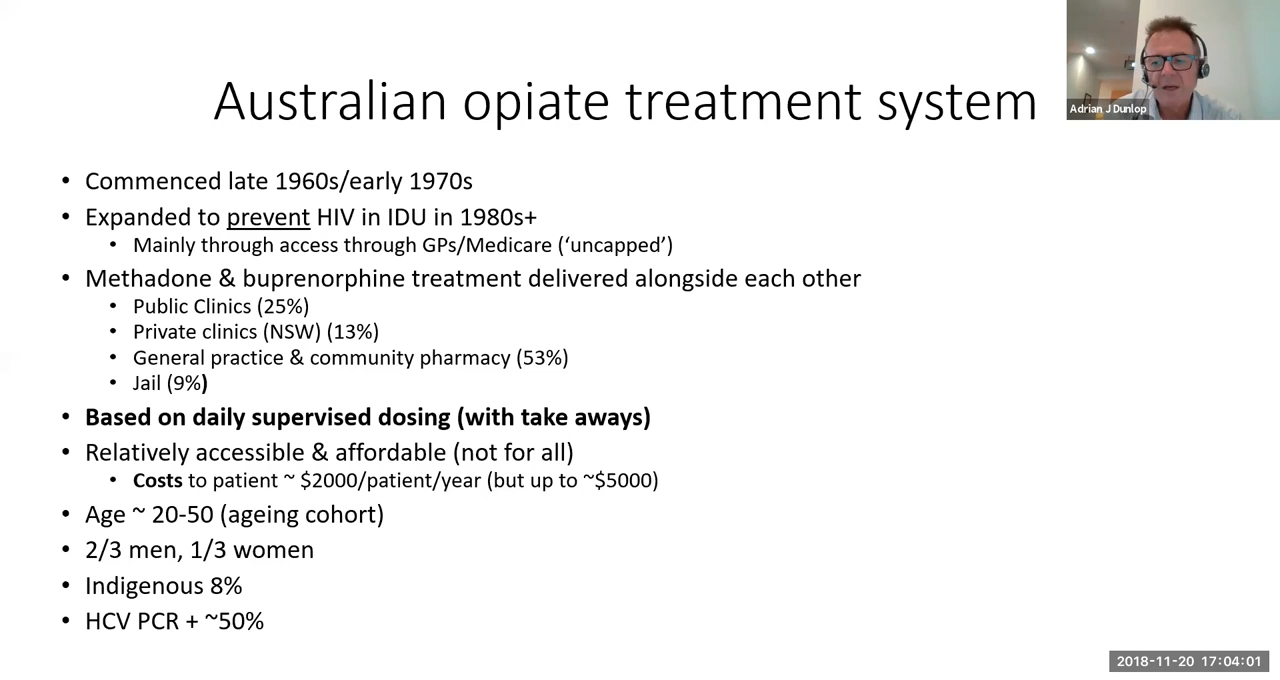 Australian opiate treatment system
Adrian J Dunlop
• Commenced late 1960s/early 1970s
• Expanded to prevent HIV in IDU in 1980s+
• Mainly through access through GPs/Medicare (‘uncapped’)
• Methadone & buprenorphine treatment delivered alongside each other
• Public Clinics (25%)
• Private clinics (NSW) (13%)
• General practice & community pharmacy (53%)
• Jail (9%)
• Based on daily supervised dosing (with take aways)
• Relatively accessible & affordable (not for all)
• Costs to patient ~ $2000/patient/year (but up to ~$5000)
• Age ~ 20-50 (ageing cohort)
• 2/3 men, 1/3 women
• Indigenous 8%
• HCV PCR + ~50%
2018-11-20 17:04:01